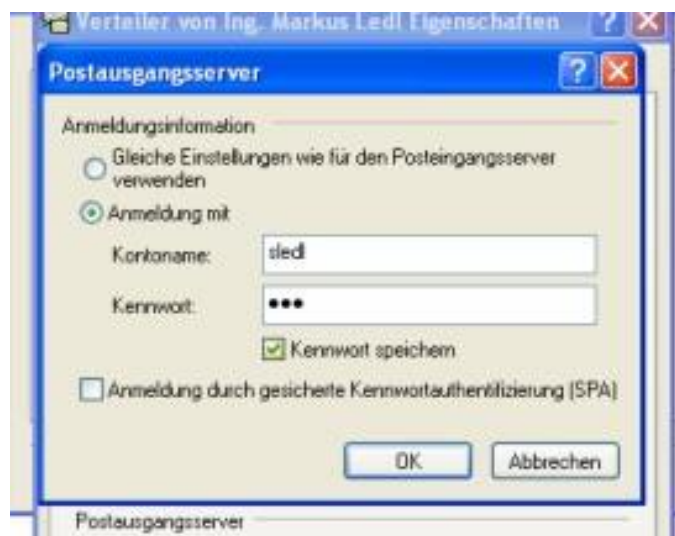 Verteiler von Ing. Markus Ledl Eigenschaften
Postausgangsserver
Anmeldungsinformation
Gleiche Einstellungen wie für den Posteingangsserver
verwenden
Anmeldung mit
Kontoname: sledl
Kennwort: •••
Kennwort speichern
Anmeldung durch gesicherte Kennwortauthentifizierung (SPA)
OK Abbrechen
Postausgangsserver